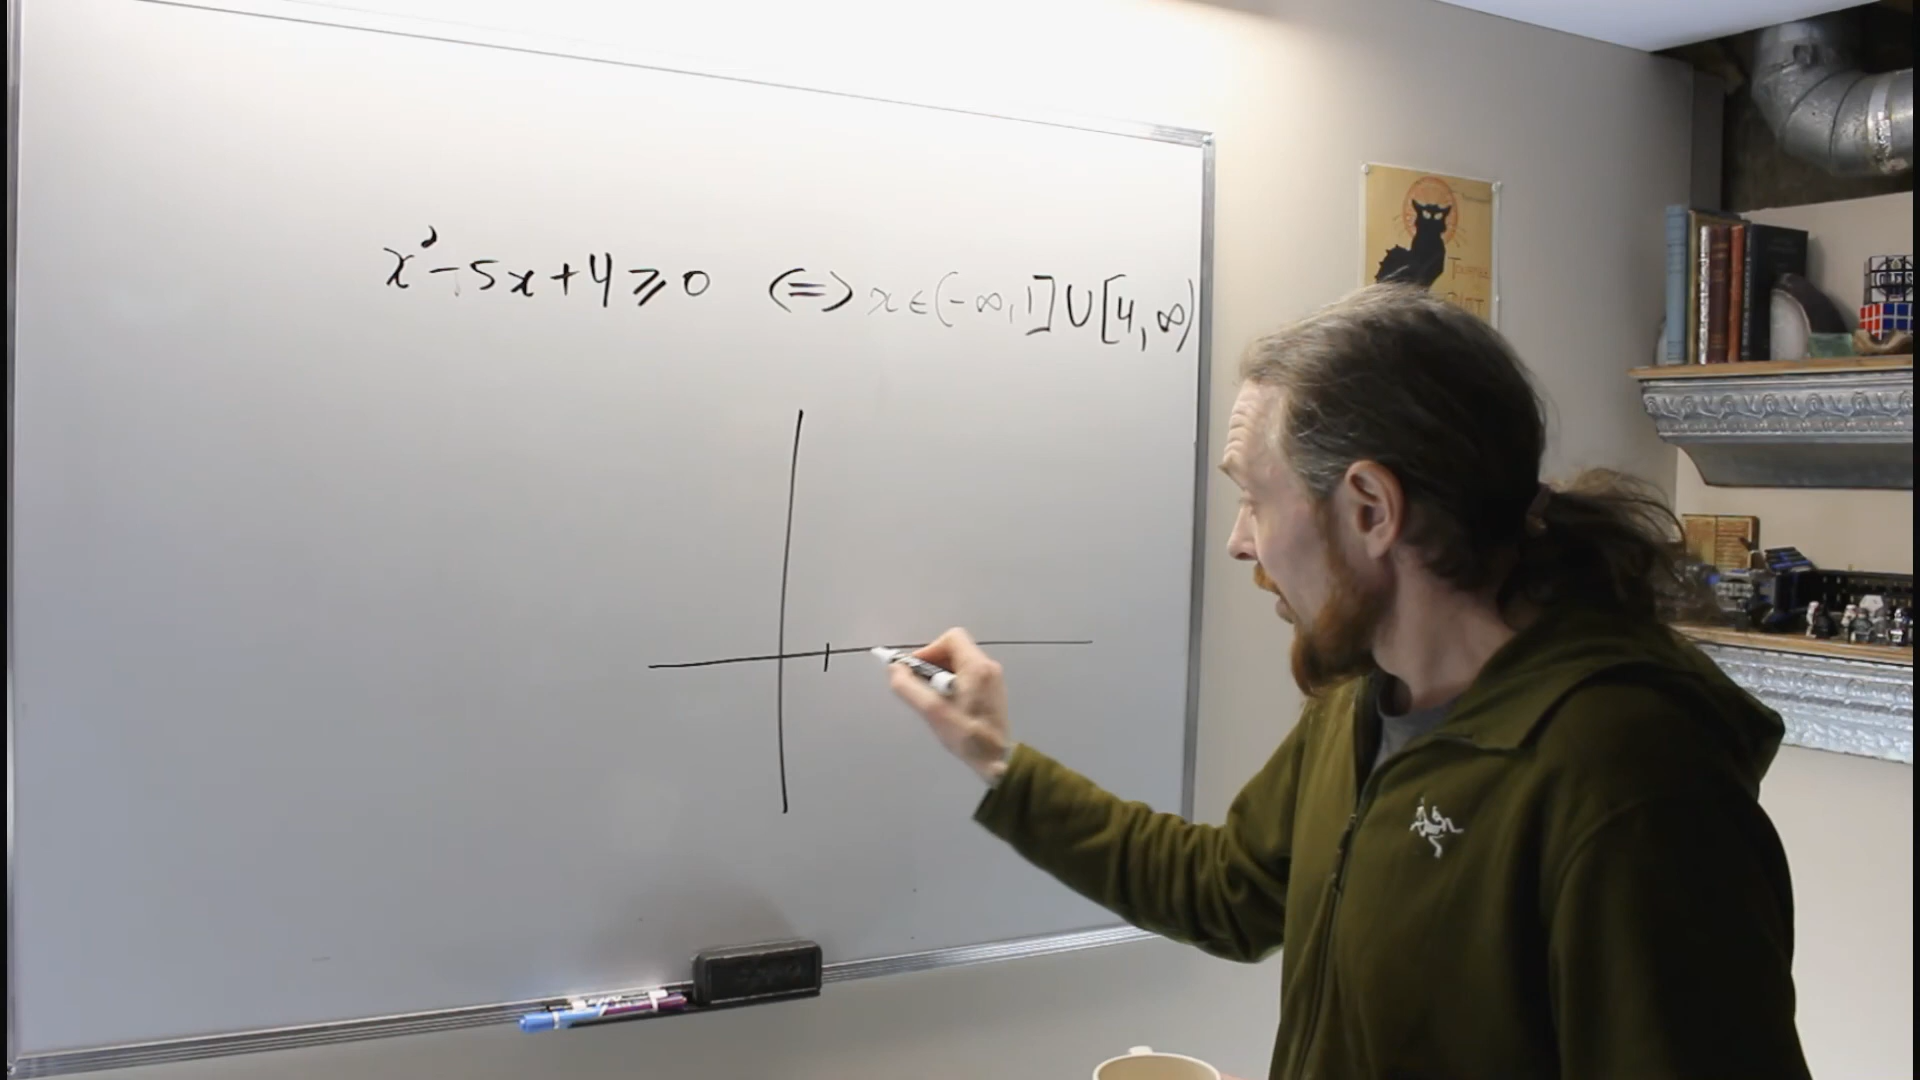 x² - 5x + 4 ⩾ 0 (=) x ∈ (-∞, 1] ∪ [4, ∞)